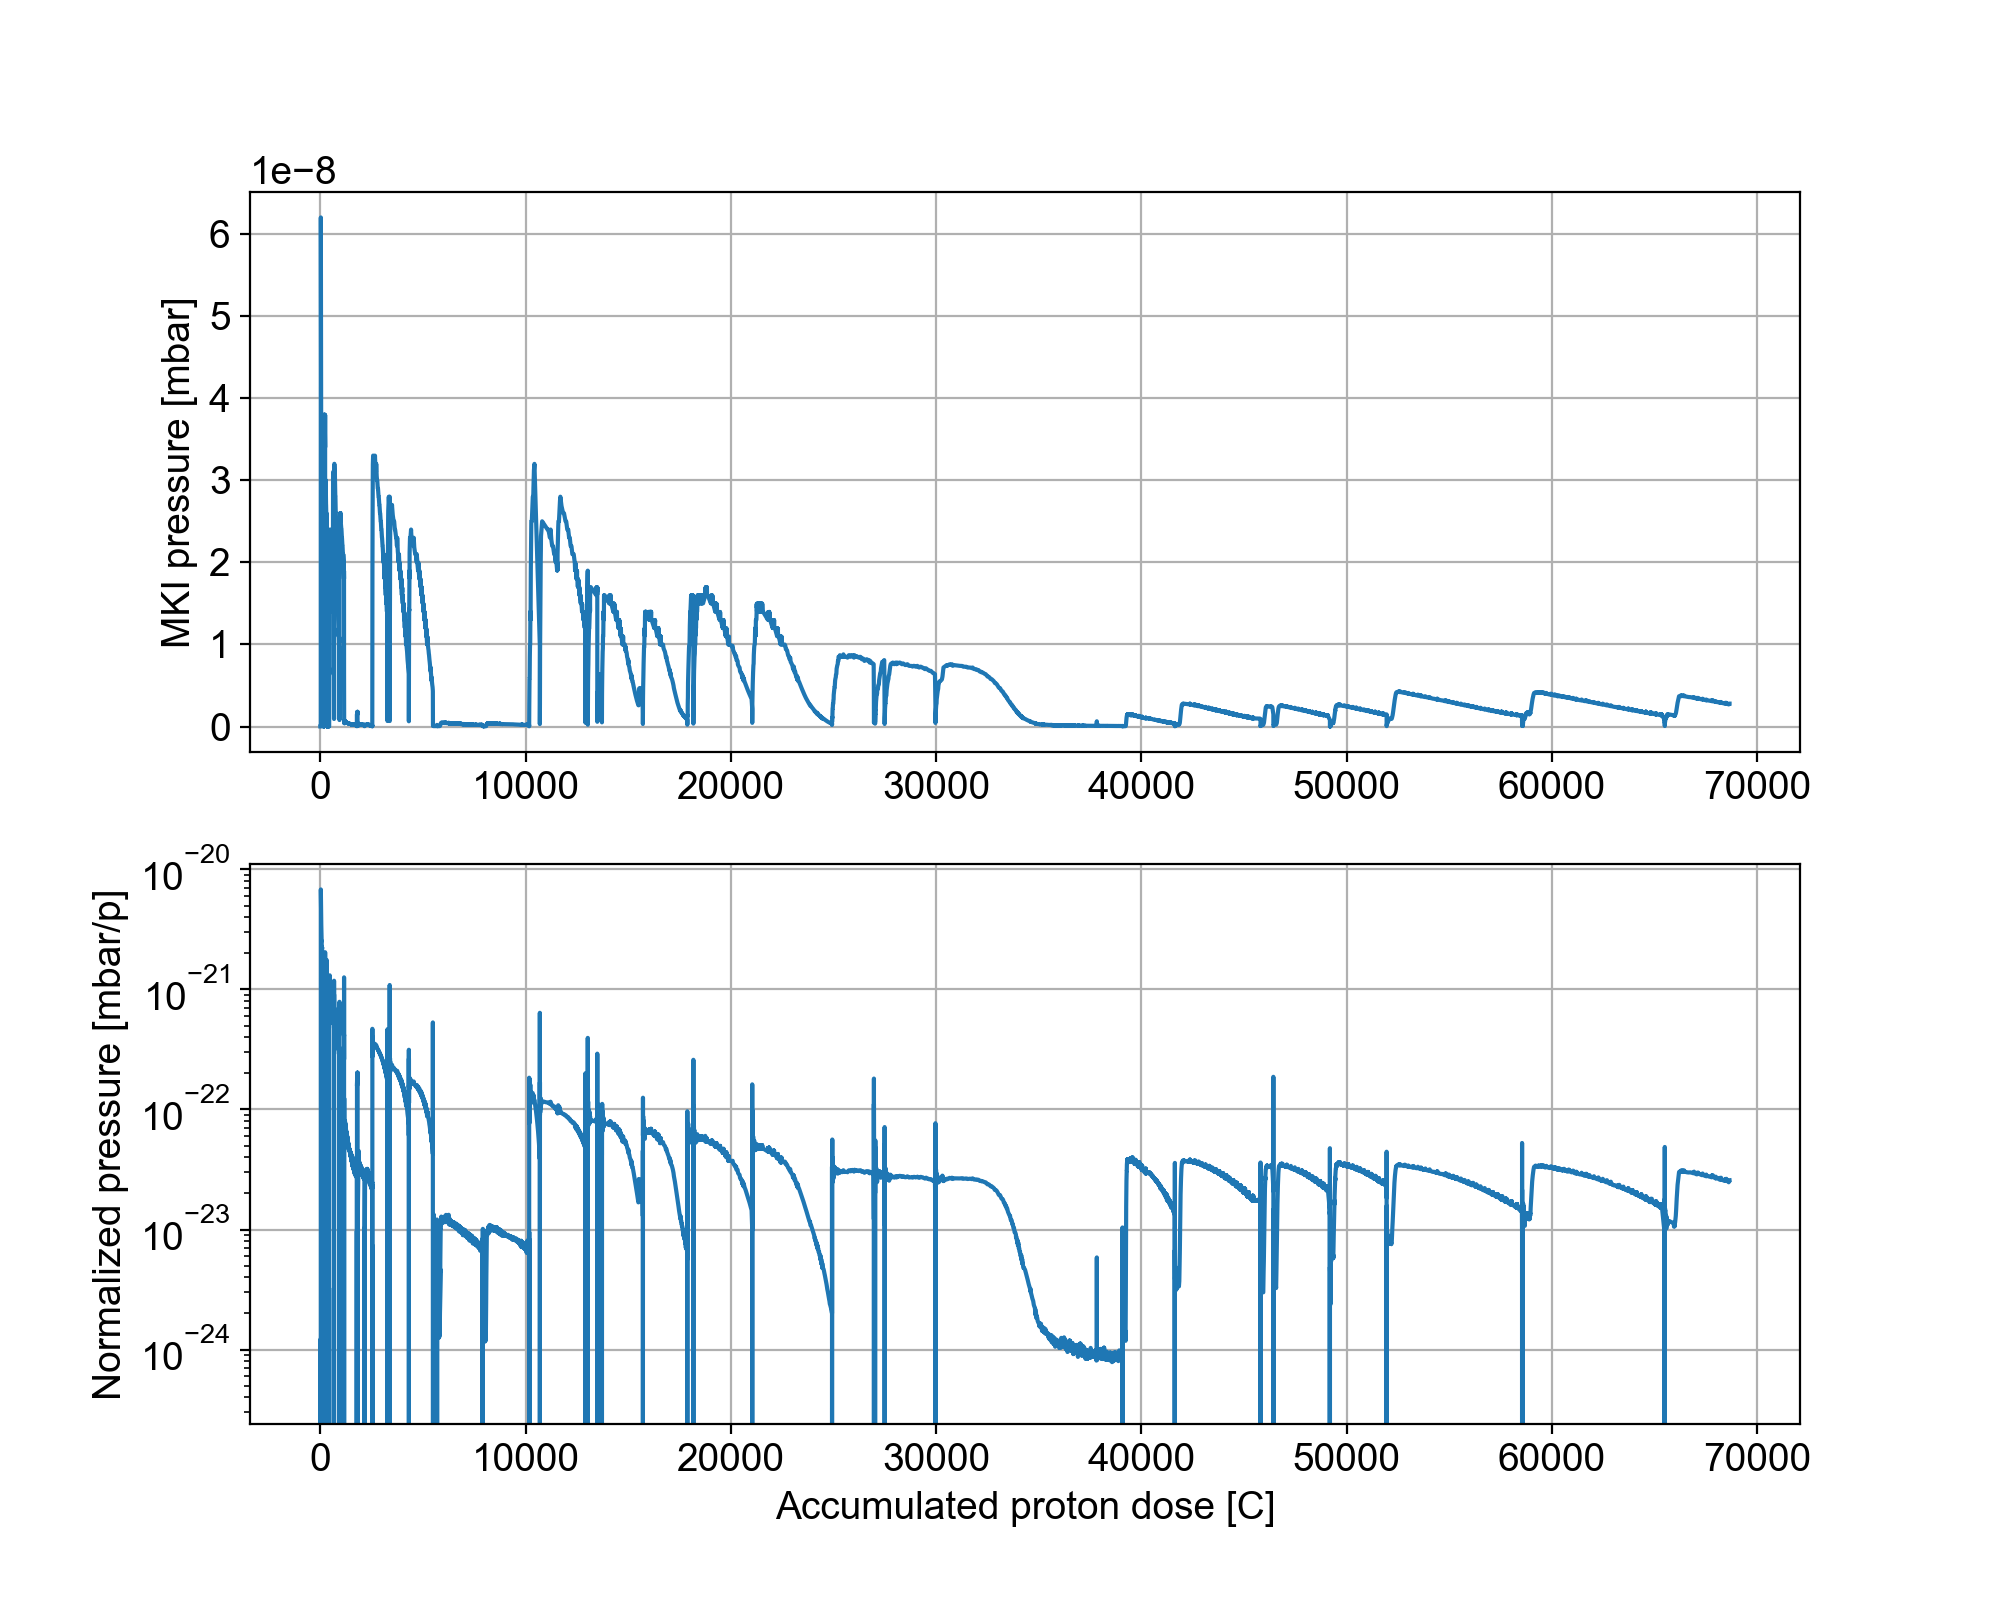 1e−8
MKI pressure [mbar]
6
5
4
3
2
1
0
0 10000 20000 30000 40000 50000 60000 70000
Normalized pressure [mbar/p]
10−20
10−21
10−22
10−23
10−24
0 10000 20000 30000 40000 50000 60000 70000
Accumulated proton dose [C]